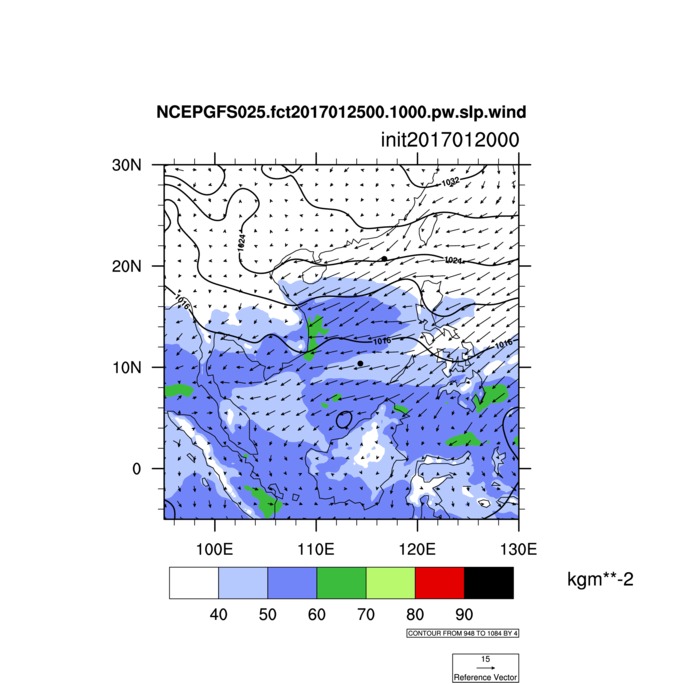 NCEPGFS025.fct2017012500.1000.pw.slp.wind
init2017012000
30N
1032
1024
1024
20N
1016
1016
1016
10N
0
100E 110E 120E 130E
kgm**-2
40 50 60 70 80 90
CONTOUR FROM 948 TO 1084 BY 4
15
Reference Vector